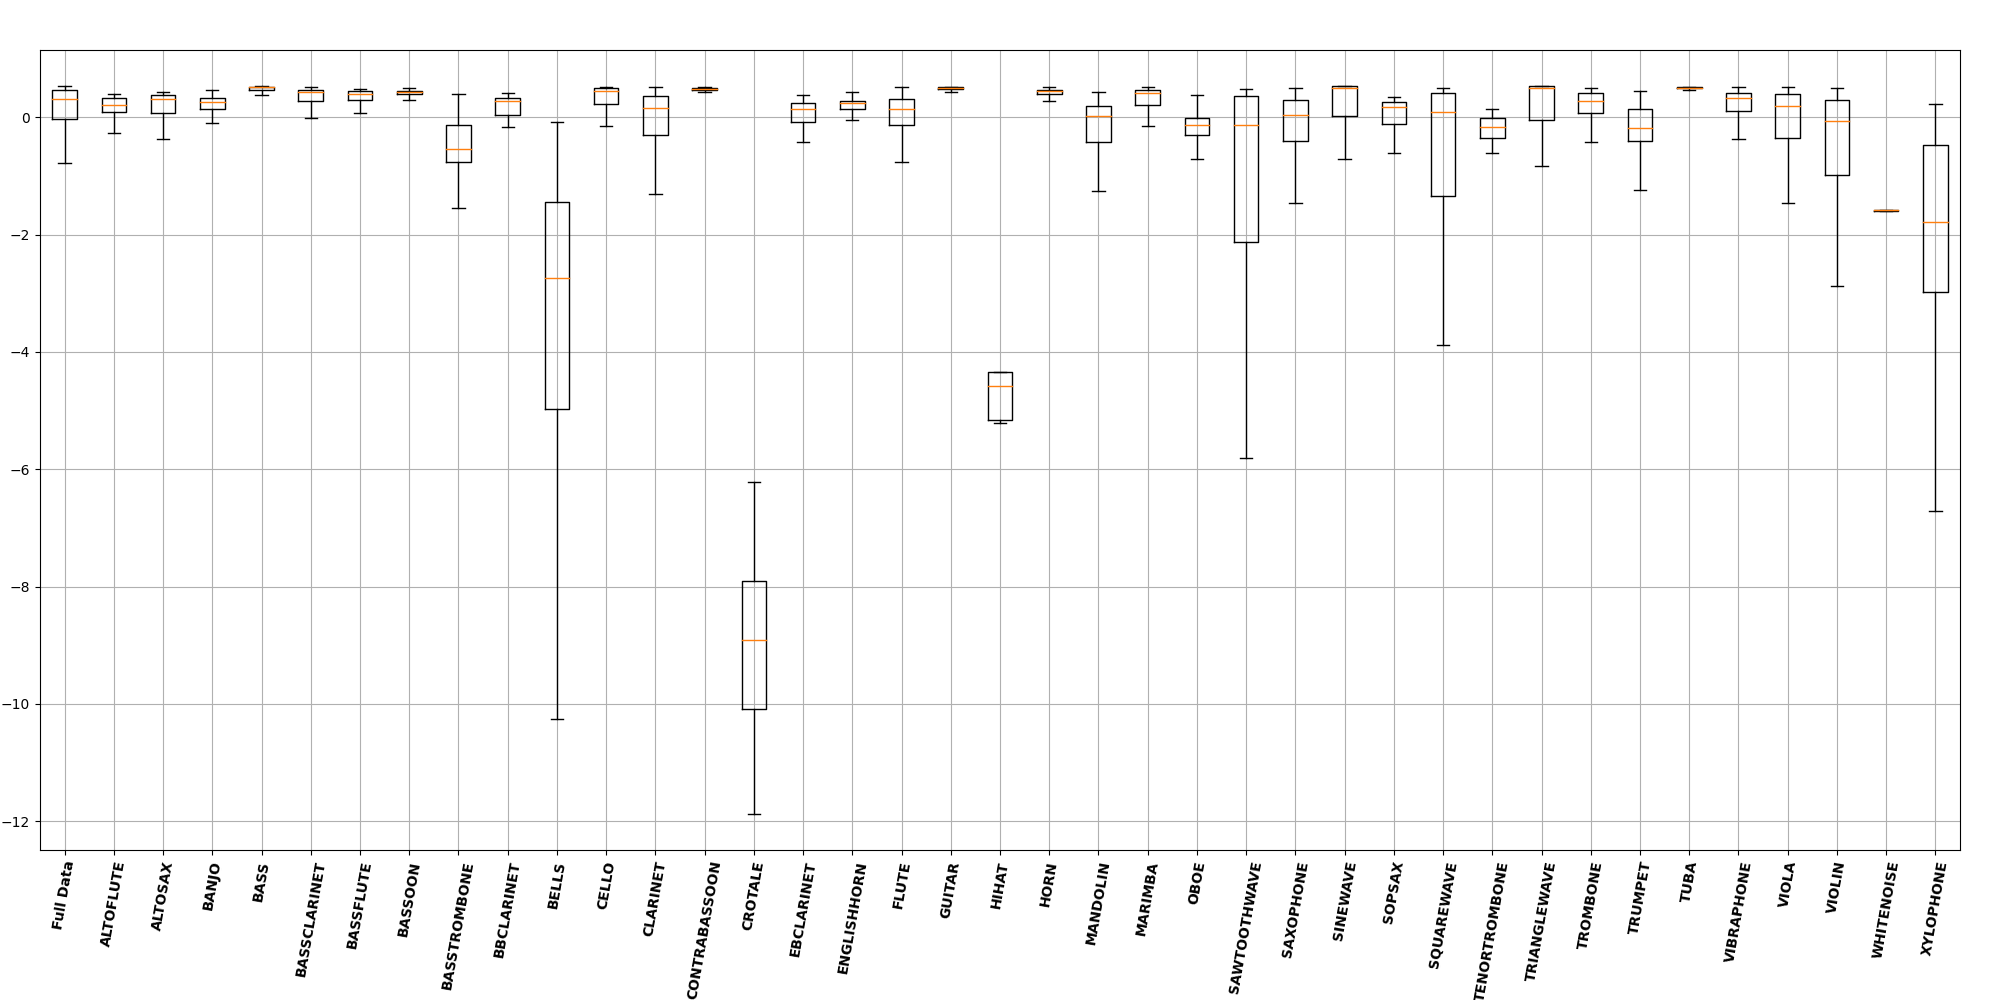 0
−2
−4
−6
−8
−10
−12
Full Data
ALTOFLUTE
ALTOSAX
BANJO
BASS
BASSCLARINET
BASSFLUTE
BASSOON
BASSTROMBONE
BBCLARINET
BELLS
CELLO
CLARINET
CONTRABASSOON
CROTALE
EBCLARINET
ENGLISHHORN
FLUTE
GUITAR
HIHAT
HORN
MANDOLIN
MARIMBA
OBOE
SAWTOOTHWAVE
SAXOPHONE
SINEWAVE
SOPSAX
SQUAREWAVE
TENORTROMBONE
TRIANGLEWAVE
TROMBONE
TRUMPET
TUBA
VIBRAPHONE
VIOLA
VIOLIN
WHITENOISE
XYLOPHONE